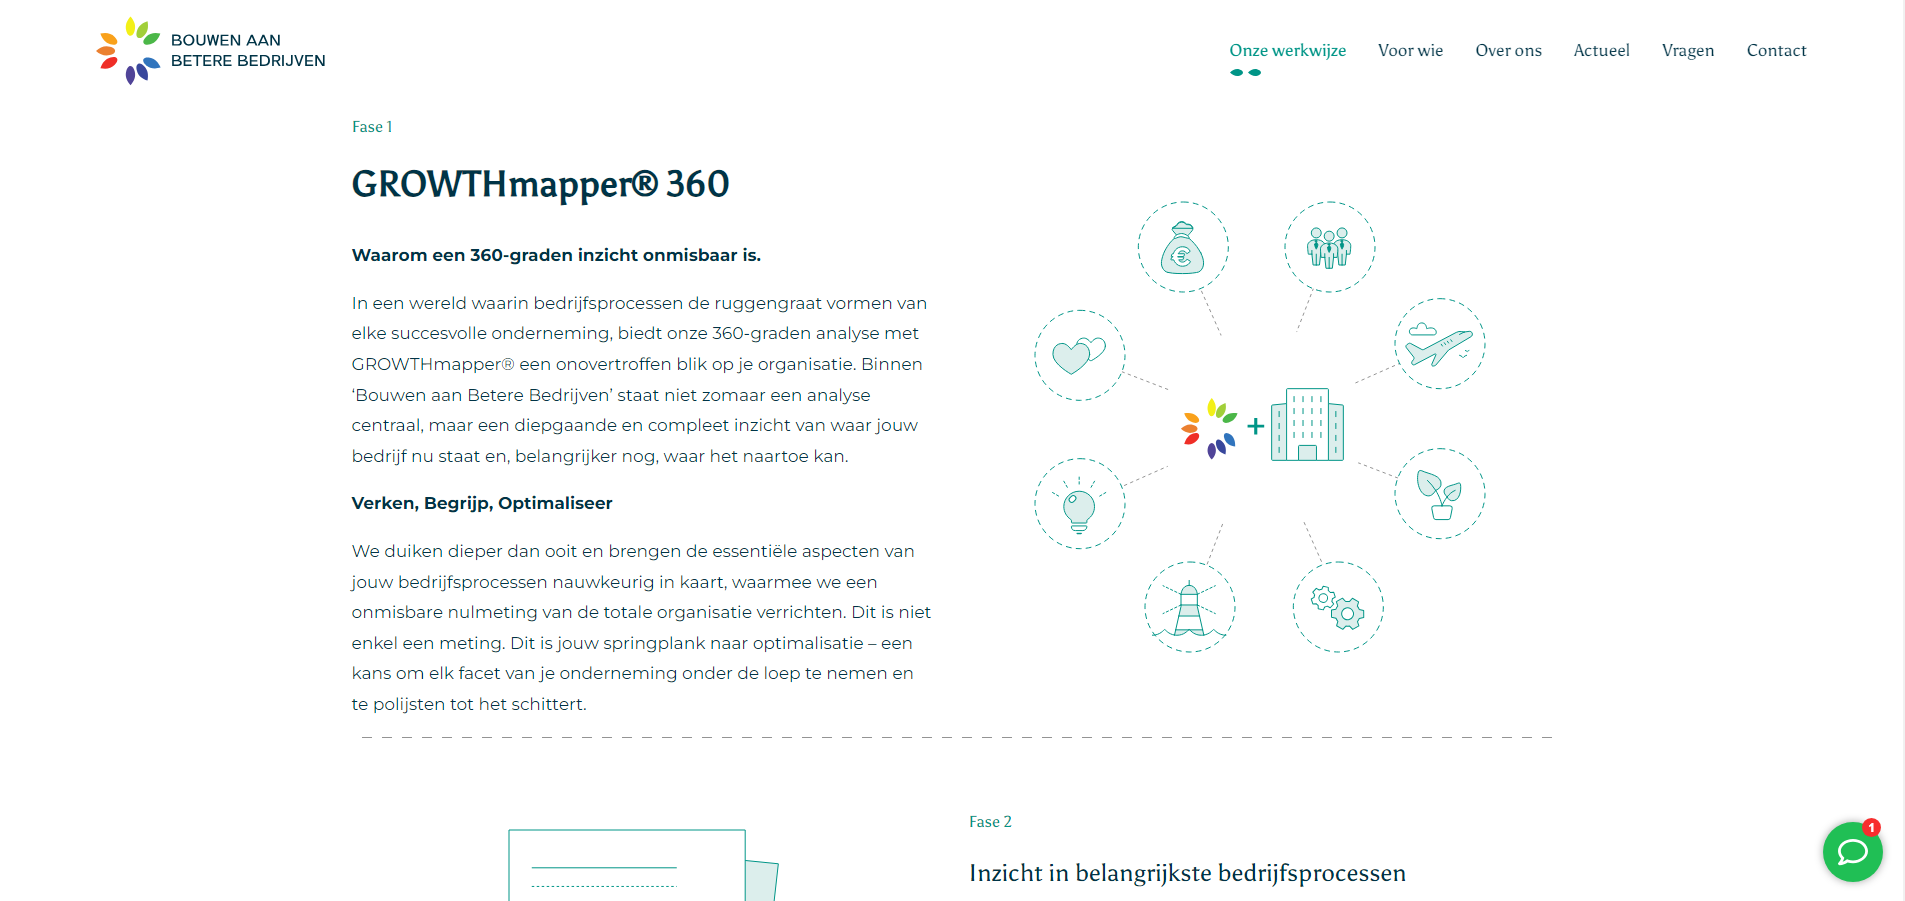 BOUWEN AAN
BETERE BEDRIJVEN
Onze werkwijze
Voor wie
Over ons
Actueel
Vragen
Contact
Fase 1
GROWTHmapper® 360
Waarom een 360-graden inzicht onmisbaar is.
In een wereld waarin bedrijfsprocessen de ruggengraat vormen van
elke succesvolle onderneming, biedt onze 360-graden analyse met
GROWTHmapper® een onovertroffen blik op je organisatie. Binnen
‘Bouwen aan Betere Bedrijven’ staat niet zomaar een analyse
centraal, maar een diepgaande en compleet inzicht van waar jouw
bedrijf nu staat en, belangrijker nog, waar het naartoe kan.
Verken, Begrijp, Optimaliseer
We duiken dieper dan ooit en brengen de essentiële aspecten van
jouw bedrijfsprocessen nauwkeurig in kaart, waarmee we een
onmisbare nulmeting van de totale organisatie verrichten. Dit is niet
enkel een meting. Dit is jouw springplank naar optimalisatie – een
kans om elk facet van je onderneming onder de loep te nemen en
te polijsten tot het schittert.
€
+
Fase 2
Inzicht in belangrijkste bedrijfsprocessen
1